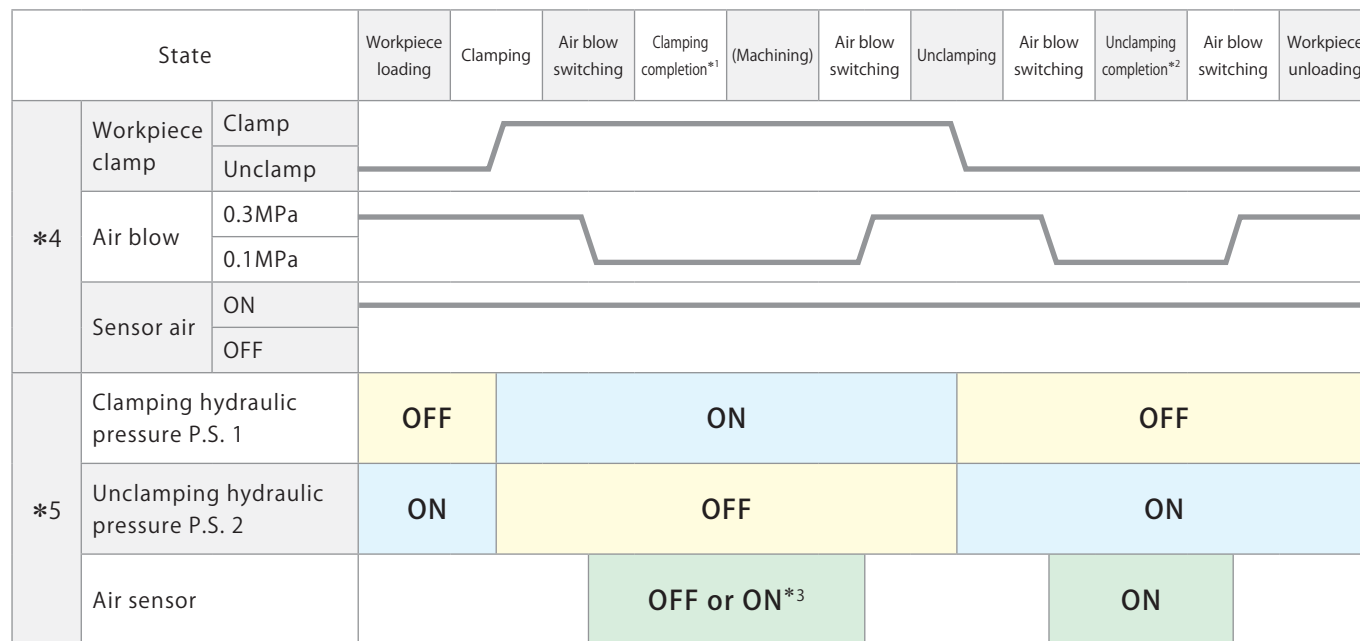 State
Workpiece
loading
Clamping
Air blow
switching
Clamping
completion*1
(Machining)
Air blow
switching
Unclamping
Air blow
switching
Unclamping
completion*2
Air blow
switching
Workpiece
unloading
*4
Workpiece
clamp
Clamp
Unclamp
Air blow
0.3MPa
0.1MPa
Sensor air
ON
OFF
*5
Clamping hydraulic
pressure P.S. 1
OFF
ON
OFF
Unclamping hydraulic
pressure P.S. 2
ON
OFF
ON
Air sensor
OFF or ON*3
ON